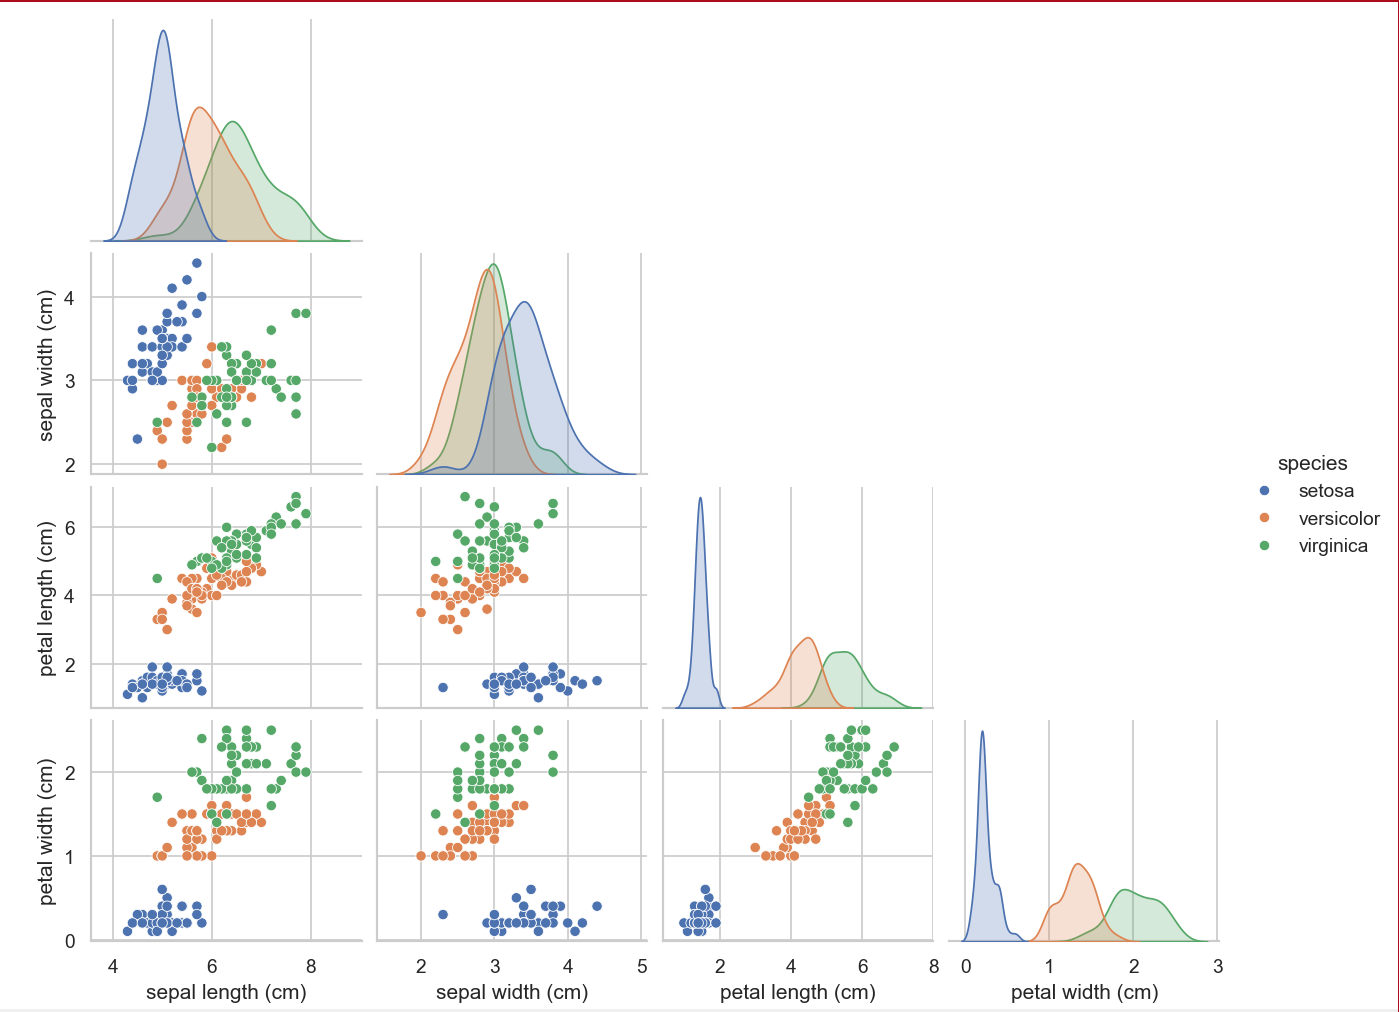 sepal width (cm)
4
3
2
petal length (cm)
6
4
2
petal width (cm)
2
1
0
4 6 8
sepal length (cm)
2 3 4 5
sepal width (cm)
2 4 6 8
petal length (cm)
0 1 2 3
petal width (cm)
species
setosa
versicolor
virginica